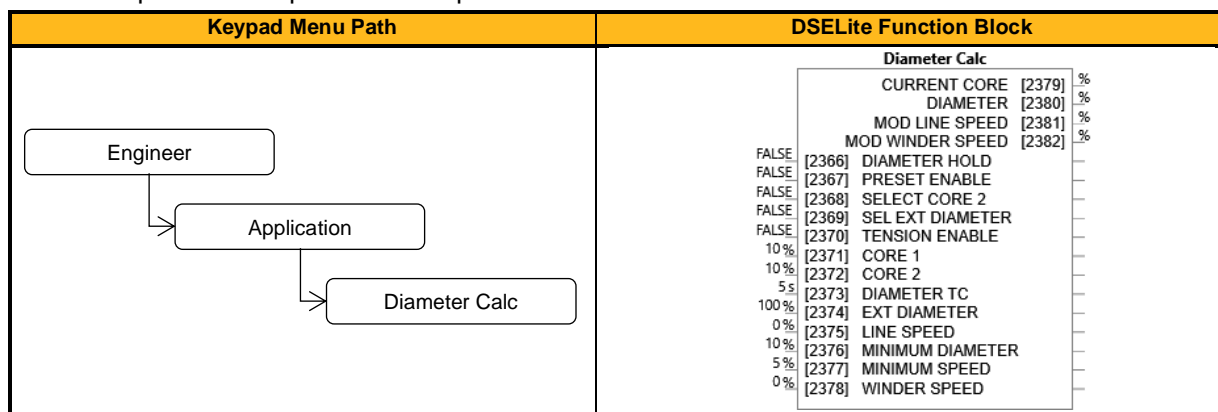 Keypad Menu Path
DSELite Function Block
Engineer
Application
Diameter Calc
Diameter Calc
CURRENT CORE [2379] %
DIAMETER [2380] %
MOD LINE SPEED [2381] %
MOD WINDER SPEED [2382] %
FALSE [2366] DIAMETER HOLD
FALSE [2367] PRESET ENABLE
FALSE [2368] SELECT CORE 2
FALSE [2369] SEL EXT DIAMETER
FALSE [2370] TENSION ENABLE
10% [2371] CORE 1
10% [2372] CORE 2
5s [2373] DIAMETER TC
100% [2374] EXT DIAMETER
0% [2375] LINE SPEED
10% [2376] MINIMUM DIAMETER
5% [2377] MINIMUM SPEED
0% [2378] WINDER SPEED